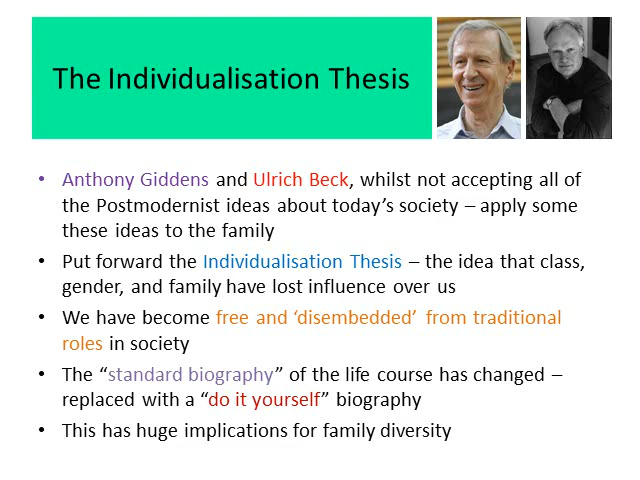 The Individualisation Thesis
• Anthony Giddens and Ulrich Beck, whilst not accepting all of
the Postmodernist ideas about today’s society – apply some
these ideas to the family
• Put forward the Individualisation Thesis – the idea that class,
gender, and family have lost influence over us
• We have become free and ‘disembedded’ from traditional
roles in society
• The “standard biography” of the life course has changed –
replaced with a “do it yourself” biography
• This has huge implications for family diversity